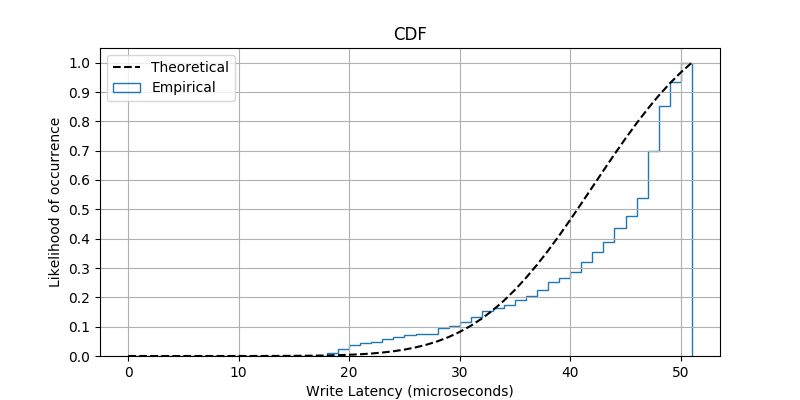 CDF
Theoretical
Empirical
Likelihood of occurrence
1.0
0.9
0.8
0.7
0.6
0.5
0.4
0.3
0.2
0.1
0.0
0 10 20 30 40 50
Write Latency (microseconds)